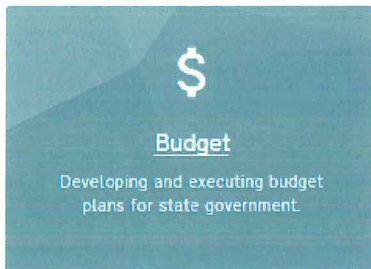 $
Budget
Developing and executing budget
plans for state government.